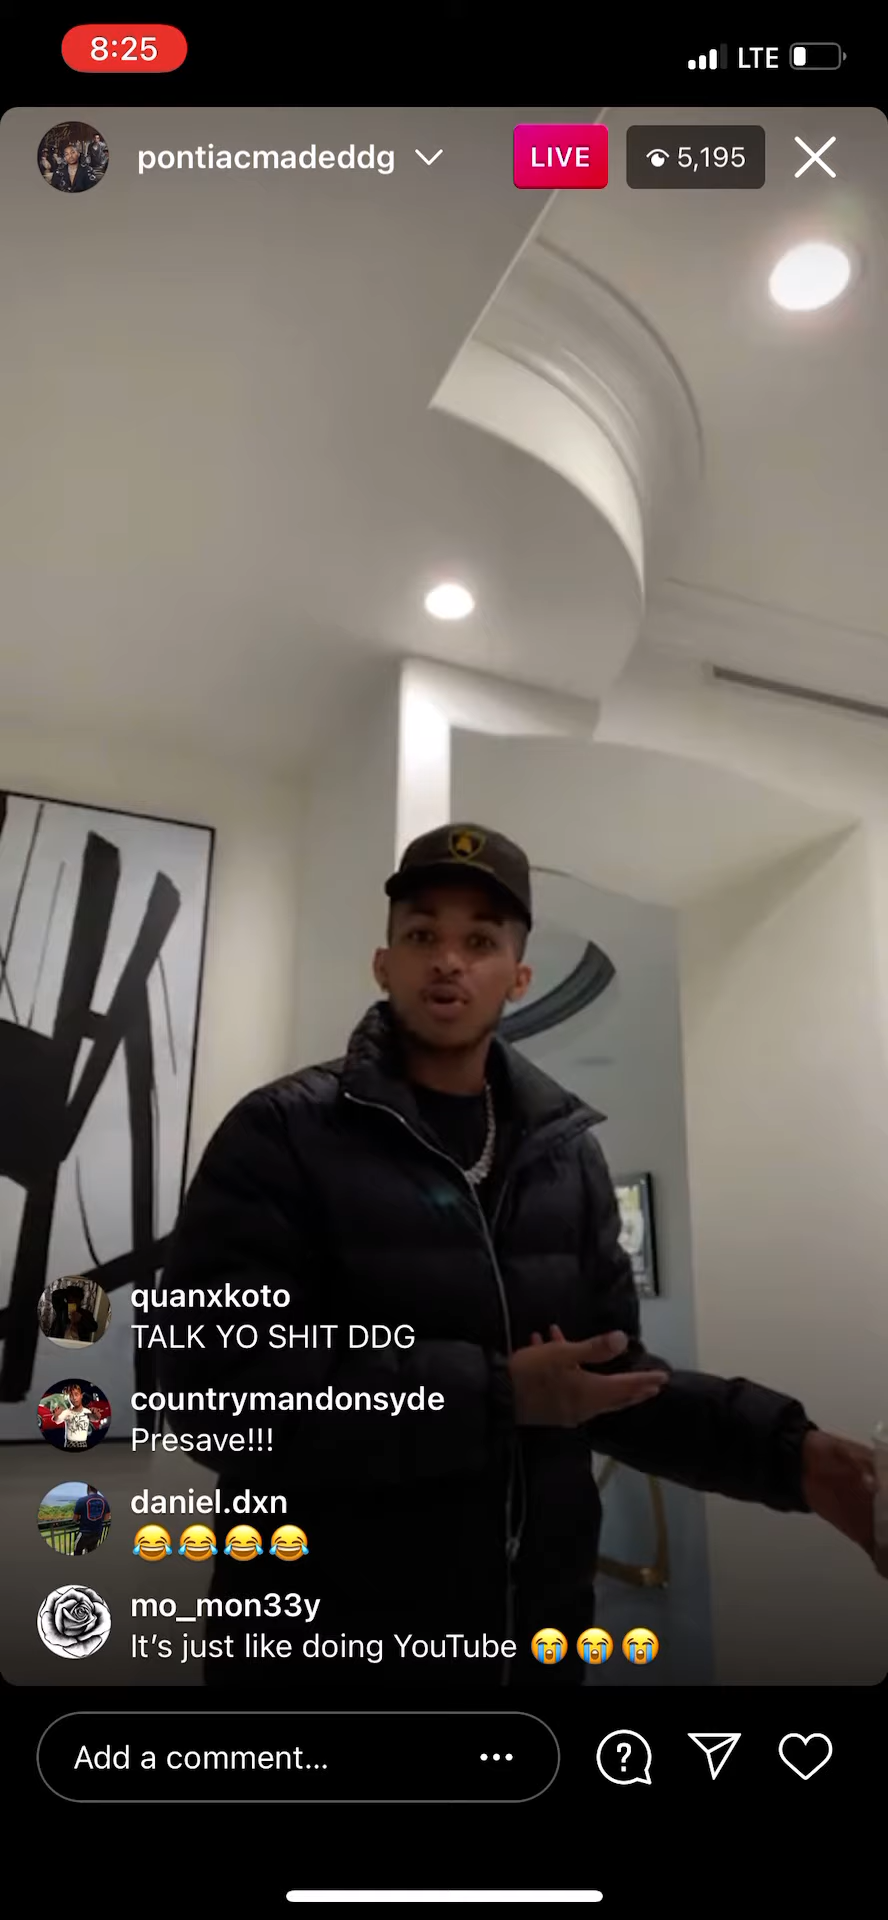 8:25
LTE
pontiacmadeddg
LIVE
5,195
quanxkoto
TALK YO SHIT DDG
countrymandonsyde
Presave!!!
daniel.dxn
😂😂😂😂
mo_mon33y
It's just like doing YouTube 😭😭😭
Add a comment...